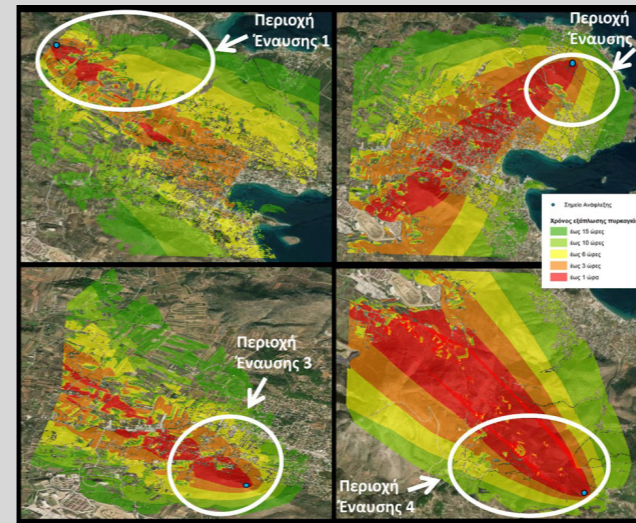 Περιοχή
Έναυσης 1
Περιοχή
Έναυσης
Σημείο Ανάφλεξης
Χρόνος εξάπλωσης πυρκαγιάς
έως 15 ώρες
έως 10 ώρες
έως 6 ώρες
έως 3 ώρες
έως 1 ώρα
Περιοχή
Έναυσης 3
Περιοχή
Έναυσης 4